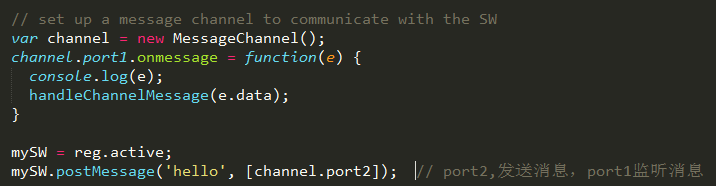 // set up a message channel to communicate with the SW
var channel = new MessageChannel();
channel.port1.onmessage = function(e) {
  console.log(e);
  handleChannelMessage(e.data);
}
mySW = reg.active;
mySW.postMessage('hello', [channel.port2]);  // port2,发送消息，port1监听消息